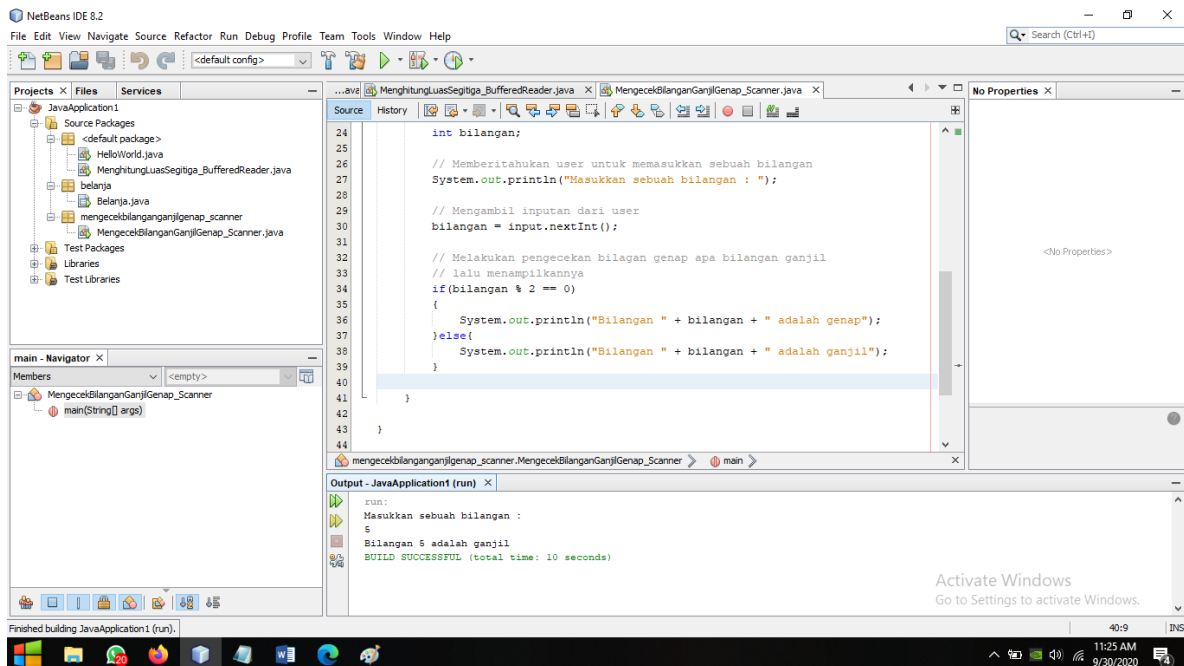 NetBeans IDE 8.2
File Edit View Navigate Source Refactor Run Debug Profile Team Tools Window Help
Search (Ctrl+I)
<default config>
Projects Files Services
JavaApplication1
Source Packages
<default package>
HelloWorld.java
MenghitungLuasSegitiga_BufferedReader.java
belanja
Belanja.java
mengecekbilanganganjilgenap_scanner
MengecekBilanganGanjilGenap_Scanner.java
Test Packages
Libraries
Test Libraries
main - Navigator
Members <empty>
MengecekBilanganGanjilGenap_Scanner
main(String[] args)
...ava MenghitungLuasSegitiga_BufferedReader.java MengecekBilanganGanjilGenap_Scanner.java
Source History
24 int bilangan;
25
26 // Memberitahukan user untuk memasukkan sebuah bilangan
27 System.out.println("Masukkan sebuah bilangan : ");
28
29 // Mengambil inputan dari user
30 bilangan = input.nextInt();
31
32 // Melakukan pengecekan bilagan genap apa bilangan ganjil
33 // lalu menampilkannya
34 if(bilangan % 2 == 0)
35 {
36 System.out.println("Bilangan " + bilangan + " adalah genap");
37 }else{
38 System.out.println("Bilangan " + bilangan + " adalah ganjil");
39 }
40
41 }
42
43 }
44
mengecekbilanganganjilgenap_scanner.MengecekBilanganGanjilGenap_Scanner main
No Properties
<No Properties>
Output - JavaApplication1 (run)
run:
Masukkan sebuah bilangan :
5
Bilangan 5 adalah ganjil
BUILD SUCCESSFUL (total time: 10 seconds)
Activate Windows
Go to Settings to activate Windows.
Finished building JavaApplication1 (run).
40:9 INS
20
11:25 AM
9/30/2020
4